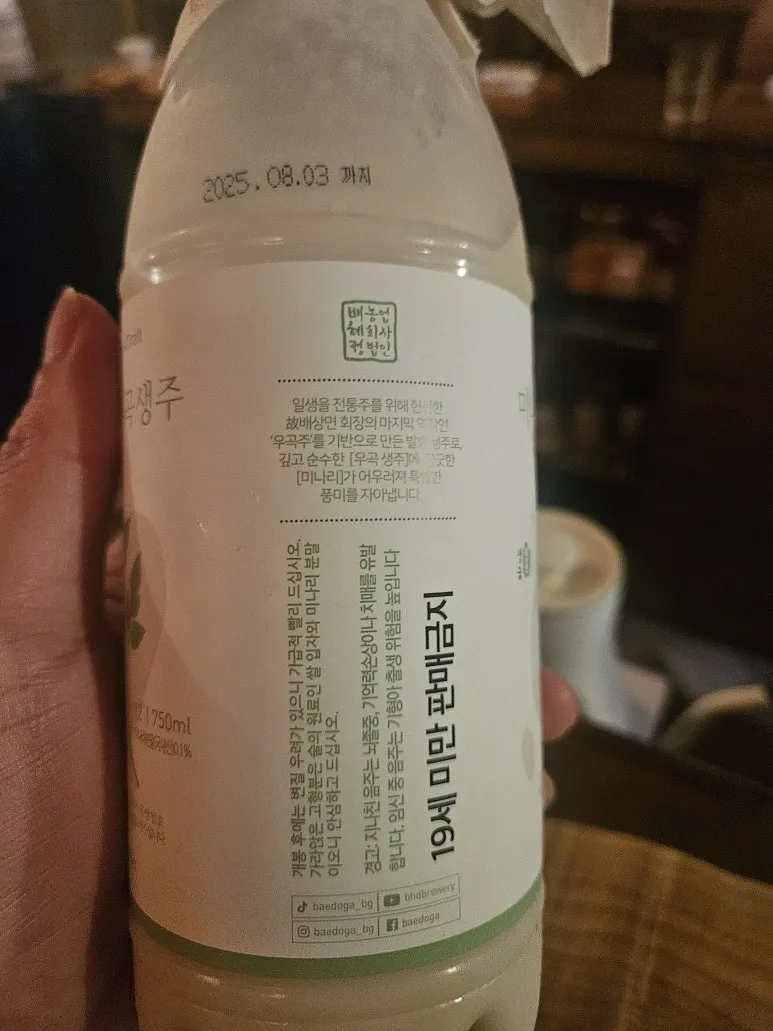 2025.08.03 까지
농업
회사
법인
배
혜
정
곡생주
일생을 전통주를 위해
故배상면 회장의 마지막
'우곡주'를 기반으로 만든 생주로,
깊고 순수한 [우곡 생주]에
[미나리]가 어우러져
풍미를 자아냅니다.
개봉 후에는 변질 우려가 있으니 가급적 빨리 드십시오.
가라앉은 고형분은 술의 원료인 쌀 입자와 미나리 분말
이오니 안심하고 드십시오.
경고: 지나친 음주는 뇌졸중, 기억력손상이나 치매를 유발
합니다. 임신 중 음주는 기형아 출생 위험을 높입니다
19세 미만 판매금지
| 750ml
0.1%
baedoga_bg
bhdbrewery
baedoga_bg
baedoga